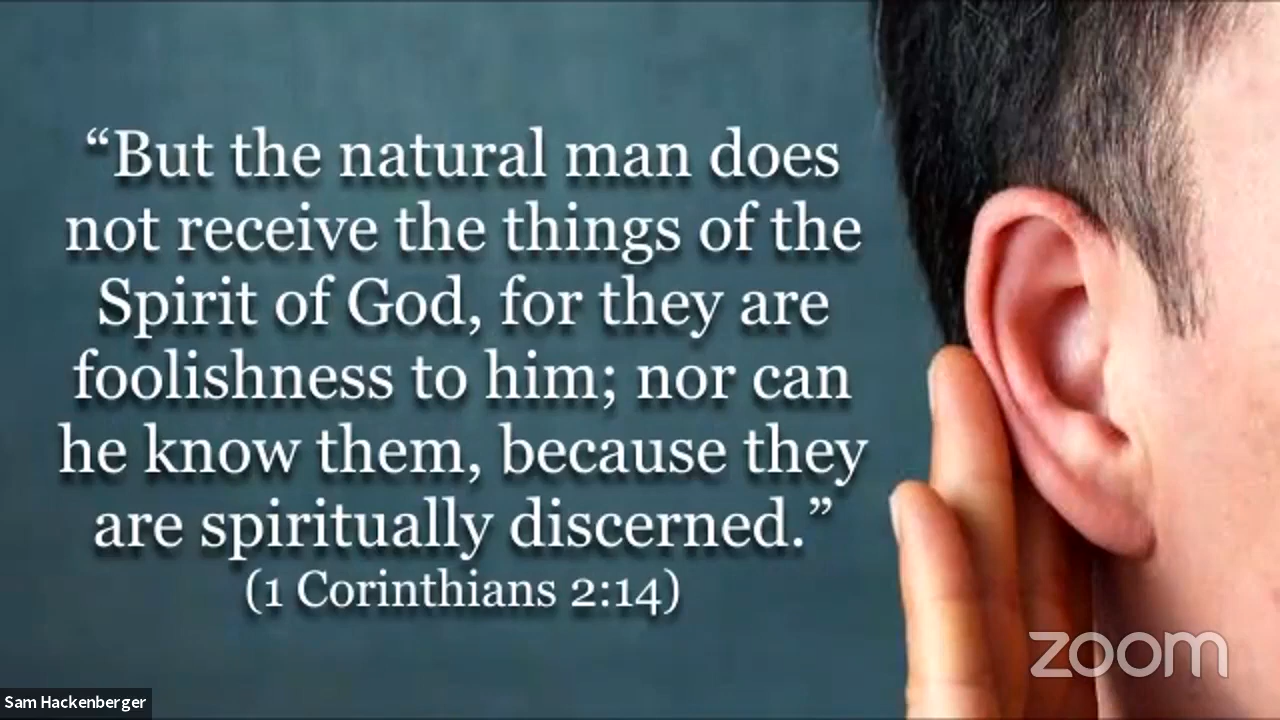 “But the natural man does
not receive the things of the
Spirit of God, for they are
foolishness to him; nor can
he know them, because they
are spiritually discerned.”
(1 Corinthians 2:14)
zoom
Sam Hackenberger